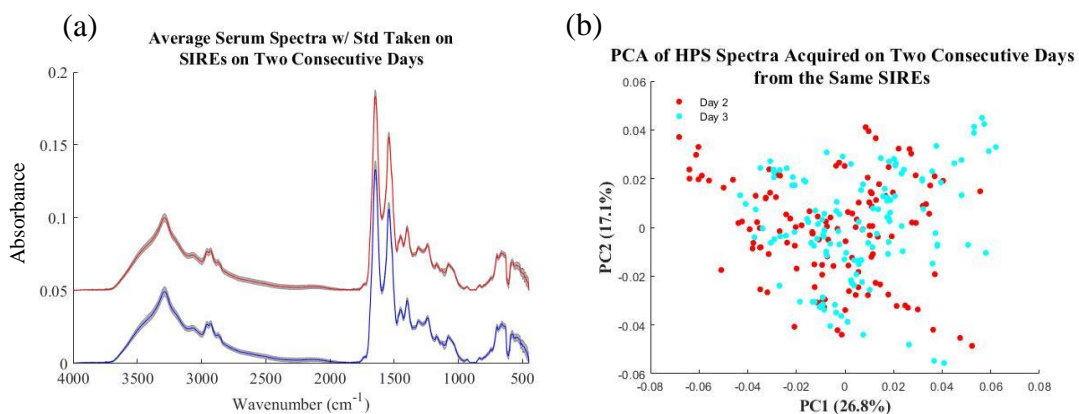 (a)
Average Serum Spectra w/ Std Taken on
SIREs on Two Consecutive Days
0.2
0.15
0.1
0.05
0
Absorbance
4000 3000 2000 1000 500
Wavenumber (cm-1)
(b)
PCA of HPS Spectra Acquired on Two Consecutive Days
from the Same SIREs
Day 2
Day 3
0.06
0.04
0.02
0
-0.02
-0.04
-0.06
PC2 (17.1%)
-0.08 -0.06 -0.04 -0.02 0 0.02 0.04 0.06 0.08
PC1 (26.8%)